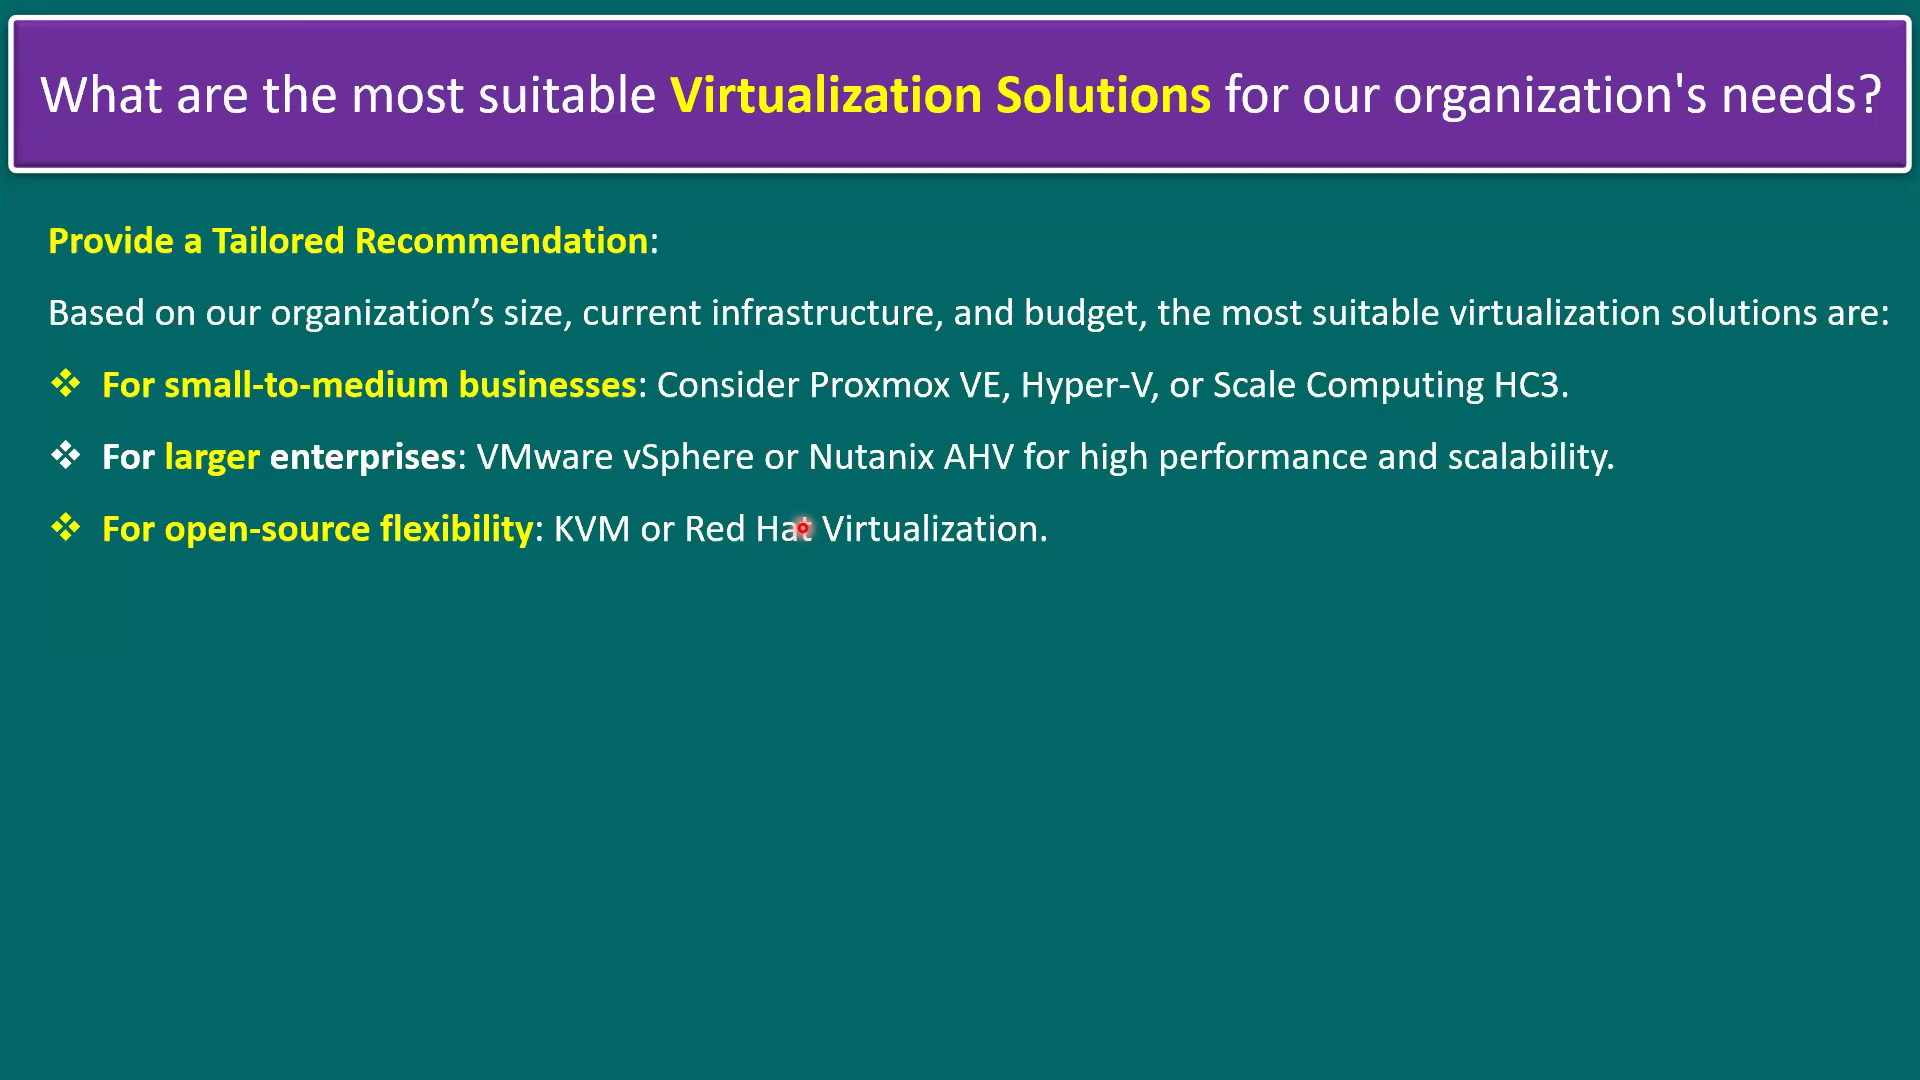 What are the most suitable Virtualization Solutions for our organization's needs?
Provide a Tailored Recommendation:
Based on our organization’s size, current infrastructure, and budget, the most suitable virtualization solutions are:
❖ For small-to-medium businesses: Consider Proxmox VE, Hyper-V, or Scale Computing HC3.
❖ For larger enterprises: VMware vSphere or Nutanix AHV for high performance and scalability.
❖ For open-source flexibility: KVM or Red Hat Virtualization.